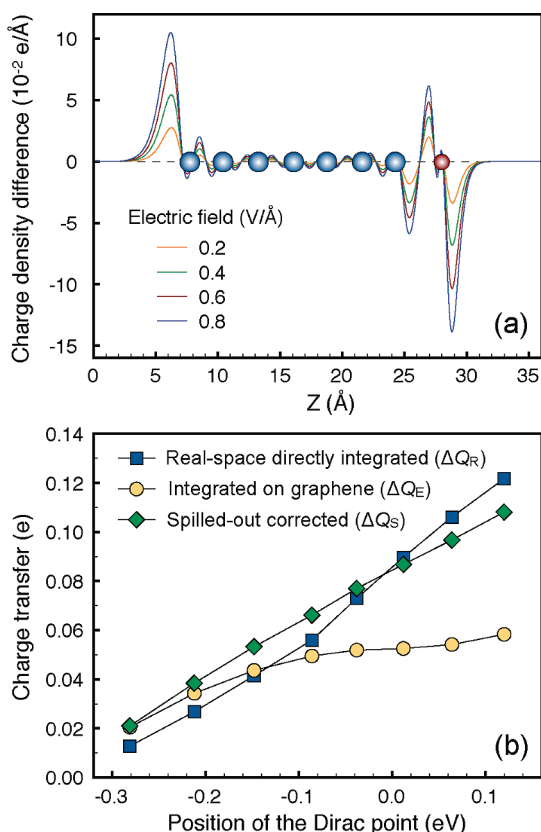 10
5
0
-5
-10
-15
Charge density difference (10⁻² e/Å)
Electric field (V/Å)
0.2
0.4
0.6
0.8
(a)
0 5 10 15 20 25 30 35
Z (Å)
0.14
0.12
0.10
0.08
0.06
0.04
0.02
0.00
Charge transfer (e)
Real-space directly integrated (ΔQ_R)
Integrated on graphene (ΔQ_E)
Spilled-out corrected (ΔQ_S)
(b)
-0.3 -0.2 -0.1 0.0 0.1
Position of the Dirac point (eV)